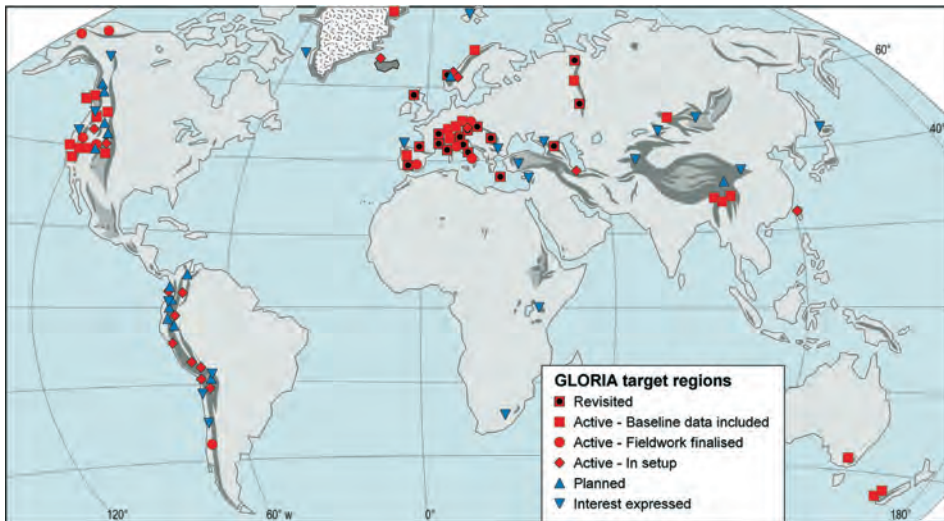 60°
40°
GLORIA target regions
Revisited
Active - Baseline data included
Active - Fieldwork finalised
Active - In setup
Planned
Interest expressed
120°
60° w
0°
180°